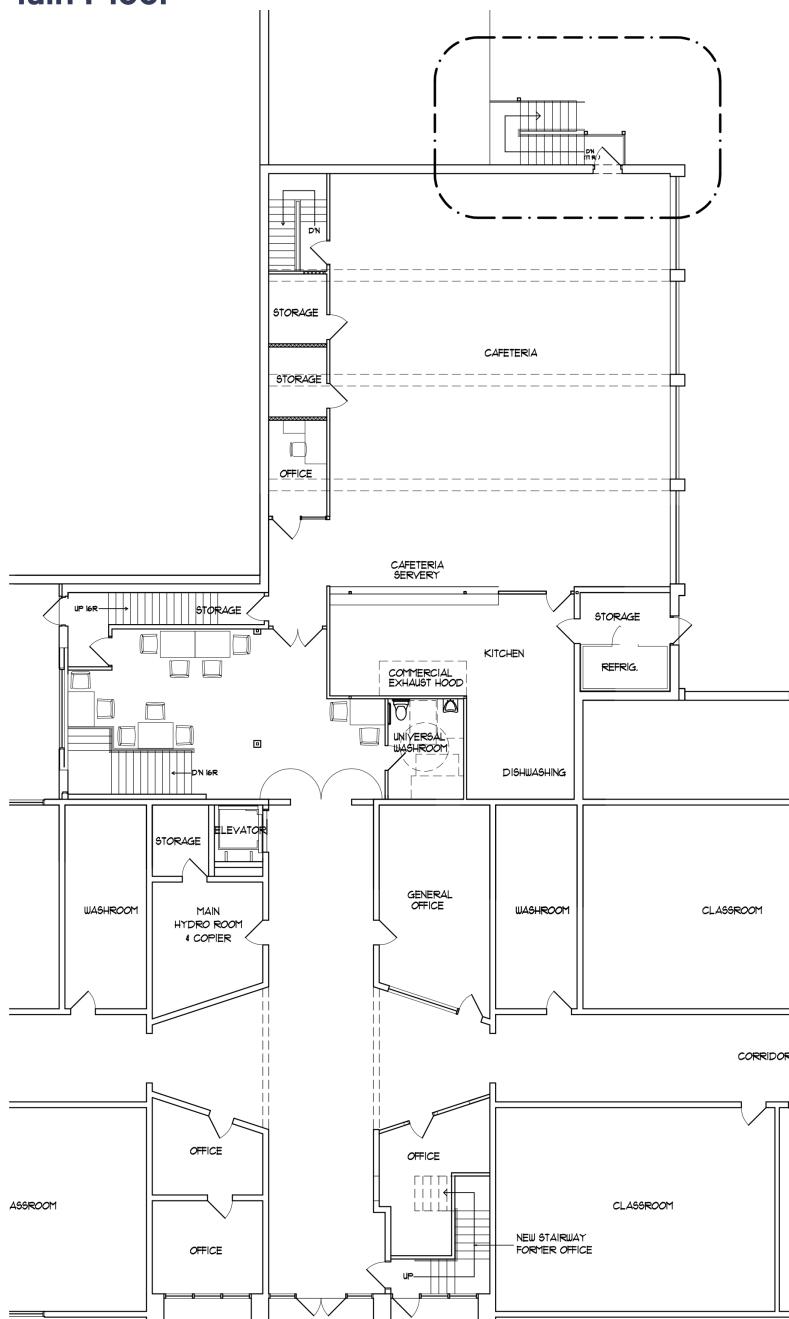 Main Floor
DN
DN
STORAGE
CAFETERIA
STORAGE
OFFICE
CAFETERIA
SERVERY
UP 16R
STORAGE
STORAGE
KITCHEN
REFRIG.
COMMERCIAL
EXHAUST HOOD
UNIVERSAL
WASHROOM
DN 16R
DISHWASHING
ELEVATOR
STORAGE
GENERAL
OFFICE
WASHROOM
MAIN
HYDRO ROOM
& COPIER
WASHROOM
CLASSROOM
CORRIDOR
OFFICE
OFFICE
ASSROOM
CLASSROOM
NEW STAIRWAY
FORMER OFFICE
OFFICE
UP